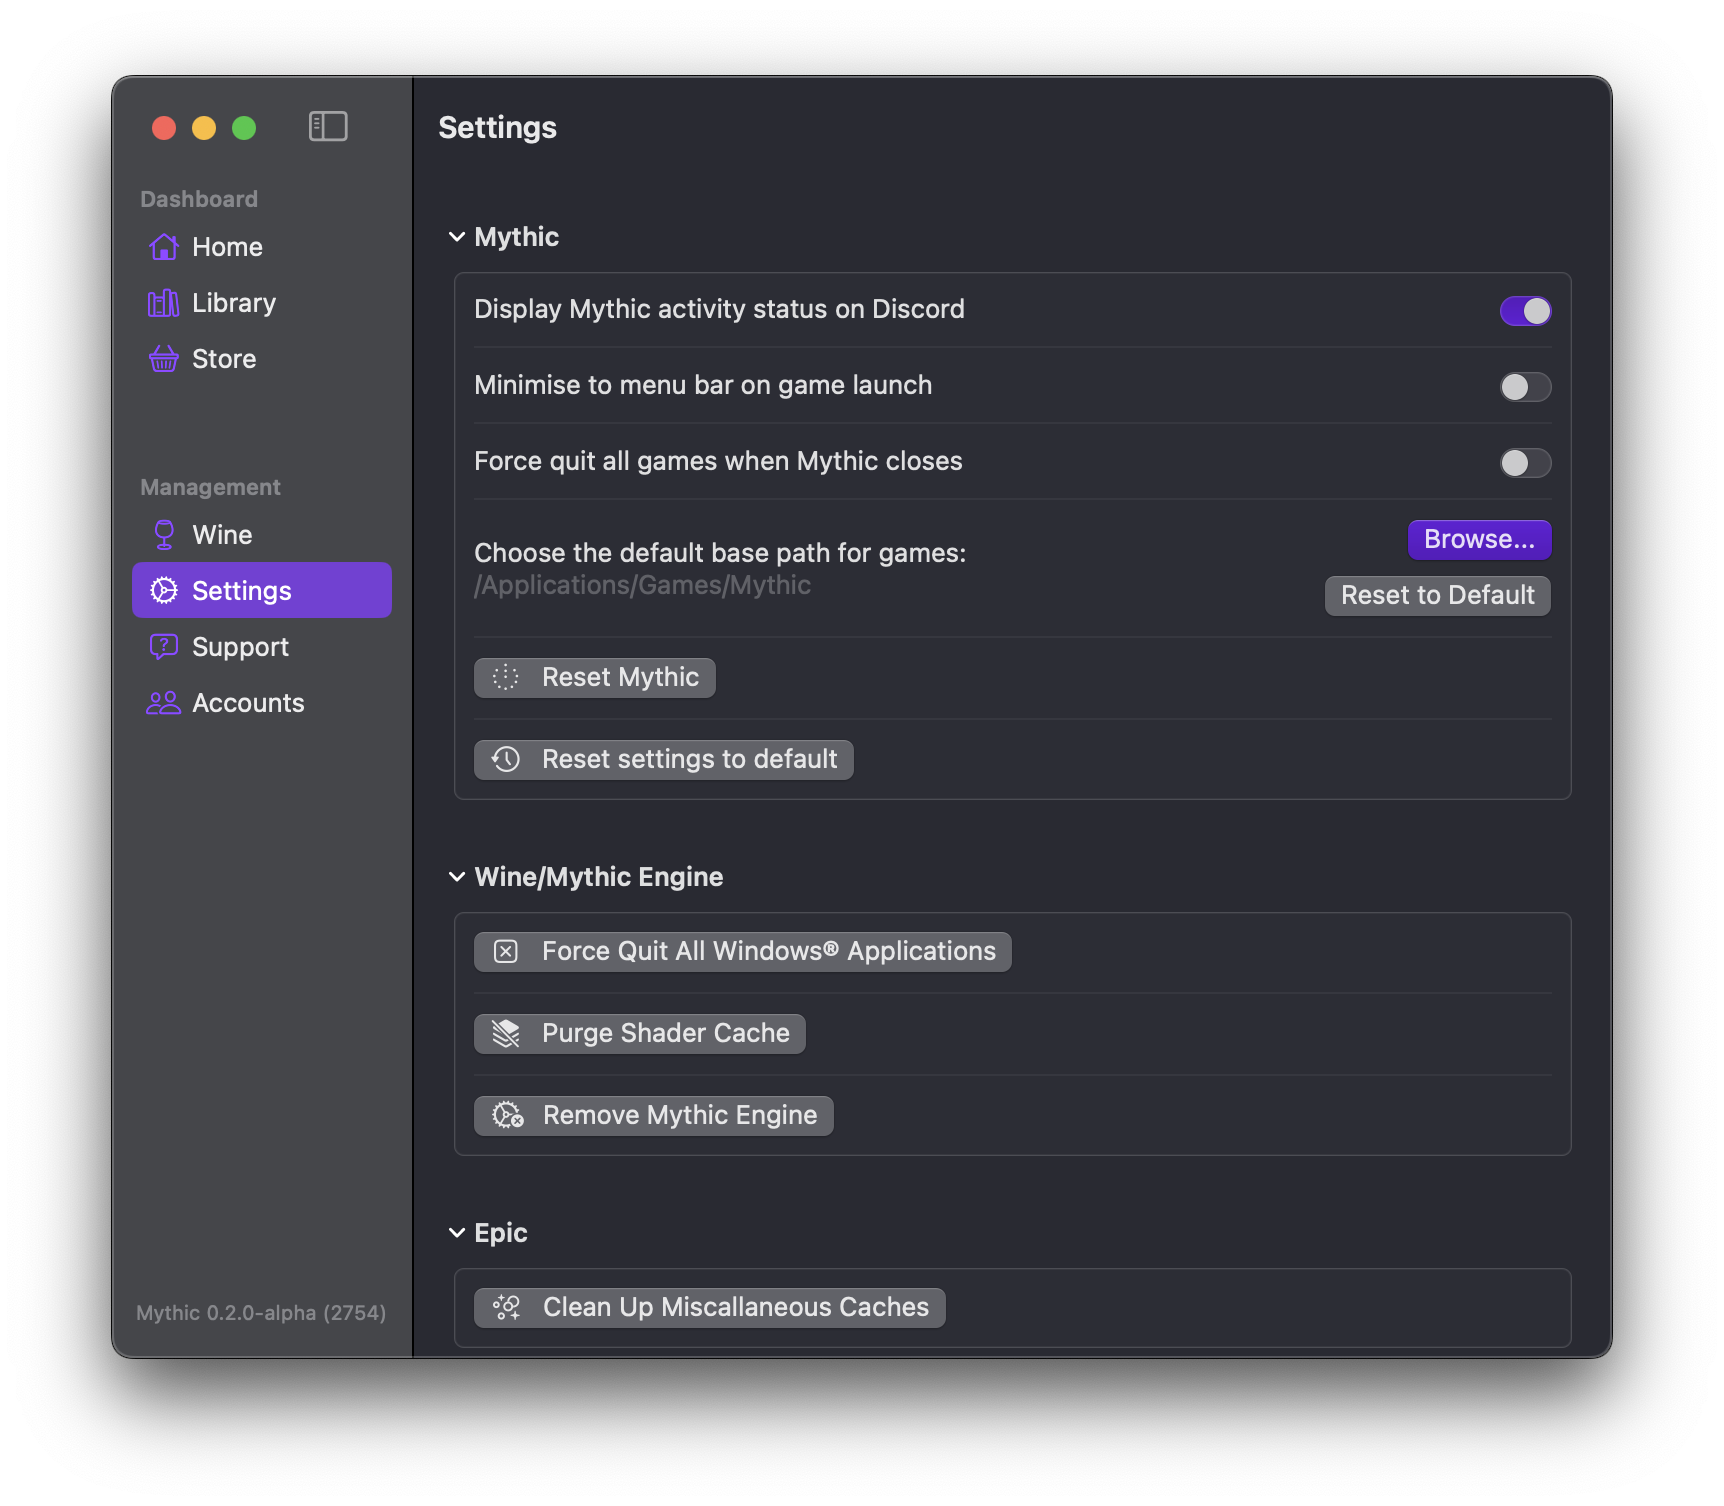 Settings
Dashboard
Home
Library
Store
Management
Wine
Settings
Support
Accounts
Mythic 0.2.0-alpha (2754)
Mythic
Display Mythic activity status on Discord
Minimise to menu bar on game launch
Force quit all games when Mythic closes
Choose the default base path for games:
/Applications/Games/Mythic
Browse...
Reset to Default
Reset Mythic
Reset settings to default
Wine/Mythic Engine
Force Quit All Windows® Applications
Purge Shader Cache
Remove Mythic Engine
Epic
Clean Up Miscallaneous Caches